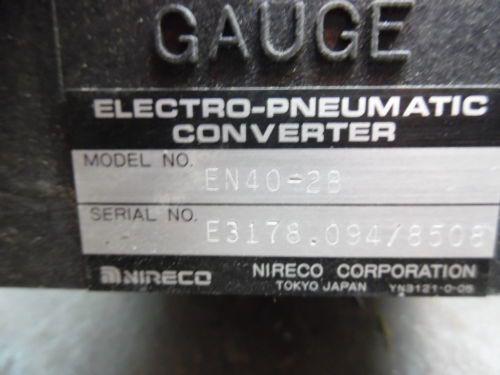 GAUGE
ELECTRO-PNEUMATIC
CONVERTER
MODEL NO. EN40-2B
SERIAL NO. E3178.094/8508
NIRECO NIRECO CORPORATION
TOKYO JAPAN YN3121-0-05